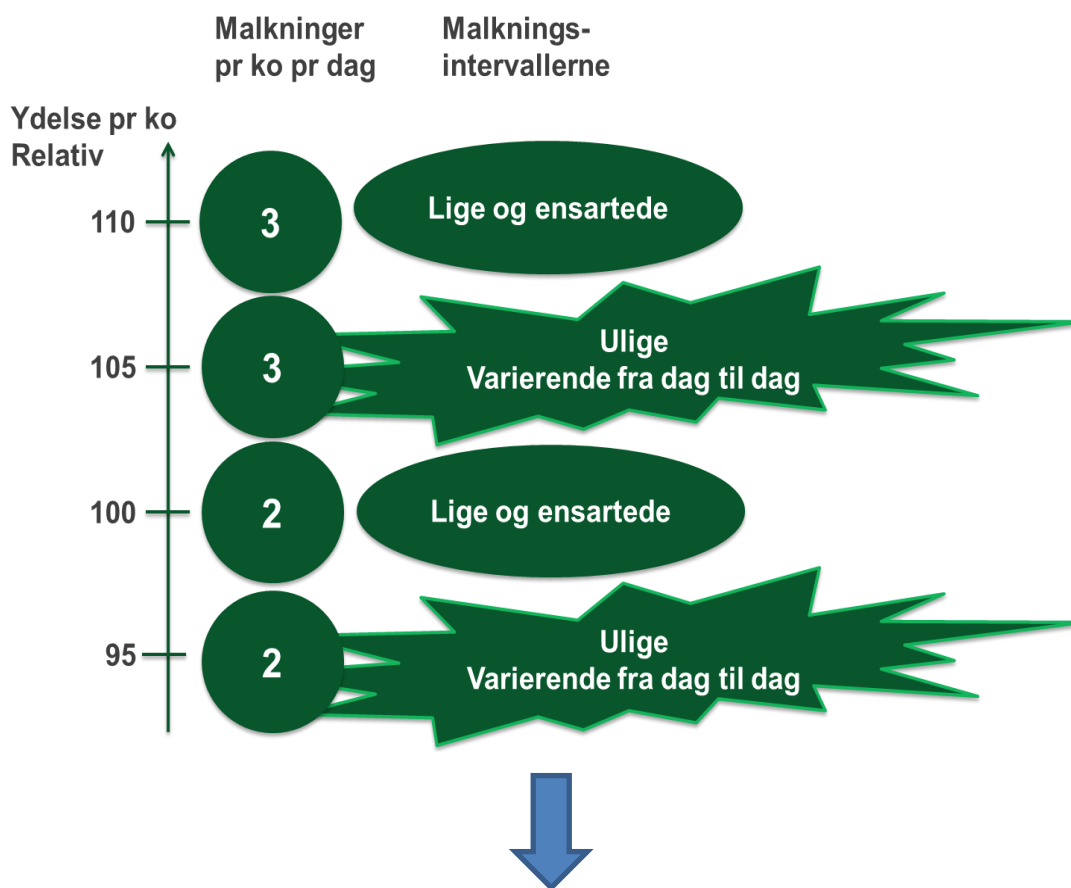 Malkninger
pr ko pr dag
Malknings-
intervallerne
Ydelse pr ko
Relativ
110
3
Lige og ensartede
105
3
Ulige
Varierende fra dag til dag
100
2
Lige og ensartede
95
2
Ulige
Varierende fra dag til dag